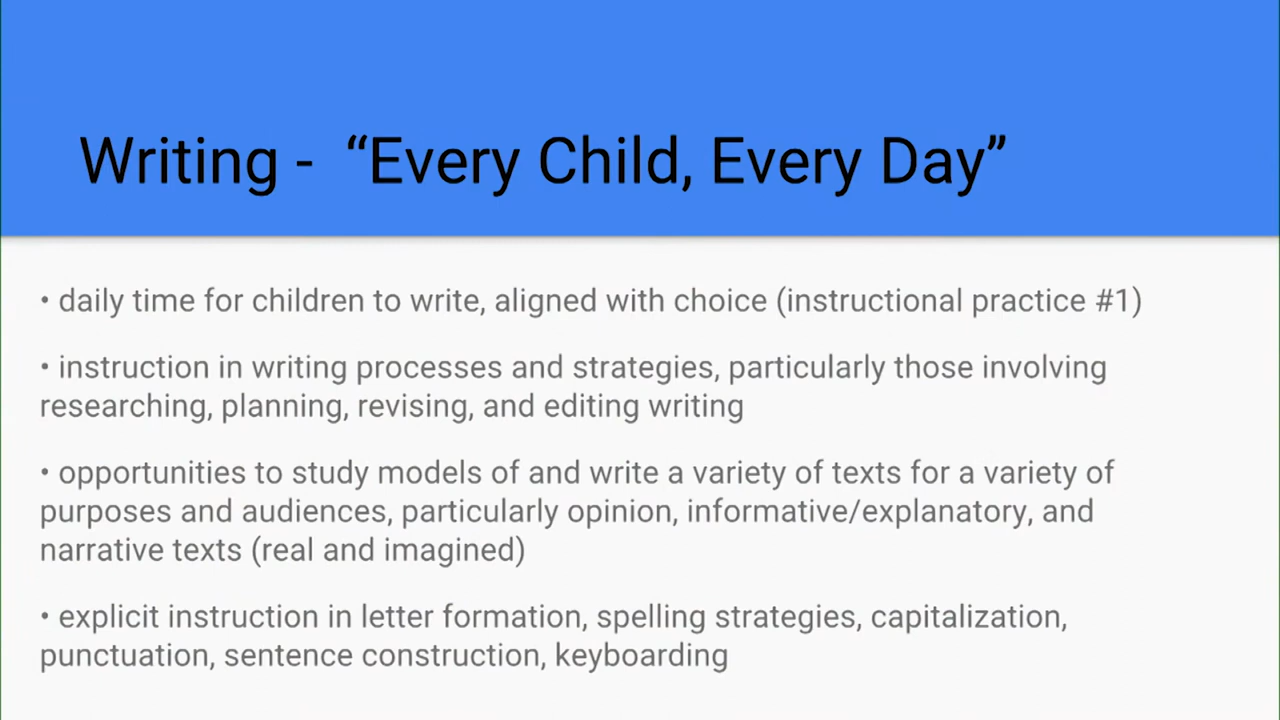 Writing - “Every Child, Every Day”
• daily time for children to write, aligned with choice (instructional practice #1)
• instruction in writing processes and strategies, particularly those involving
researching, planning, revising, and editing writing
• opportunities to study models of and write a variety of texts for a variety of
purposes and audiences, particularly opinion, informative/explanatory, and
narrative texts (real and imagined)
• explicit instruction in letter formation, spelling strategies, capitalization,
punctuation, sentence construction, keyboarding